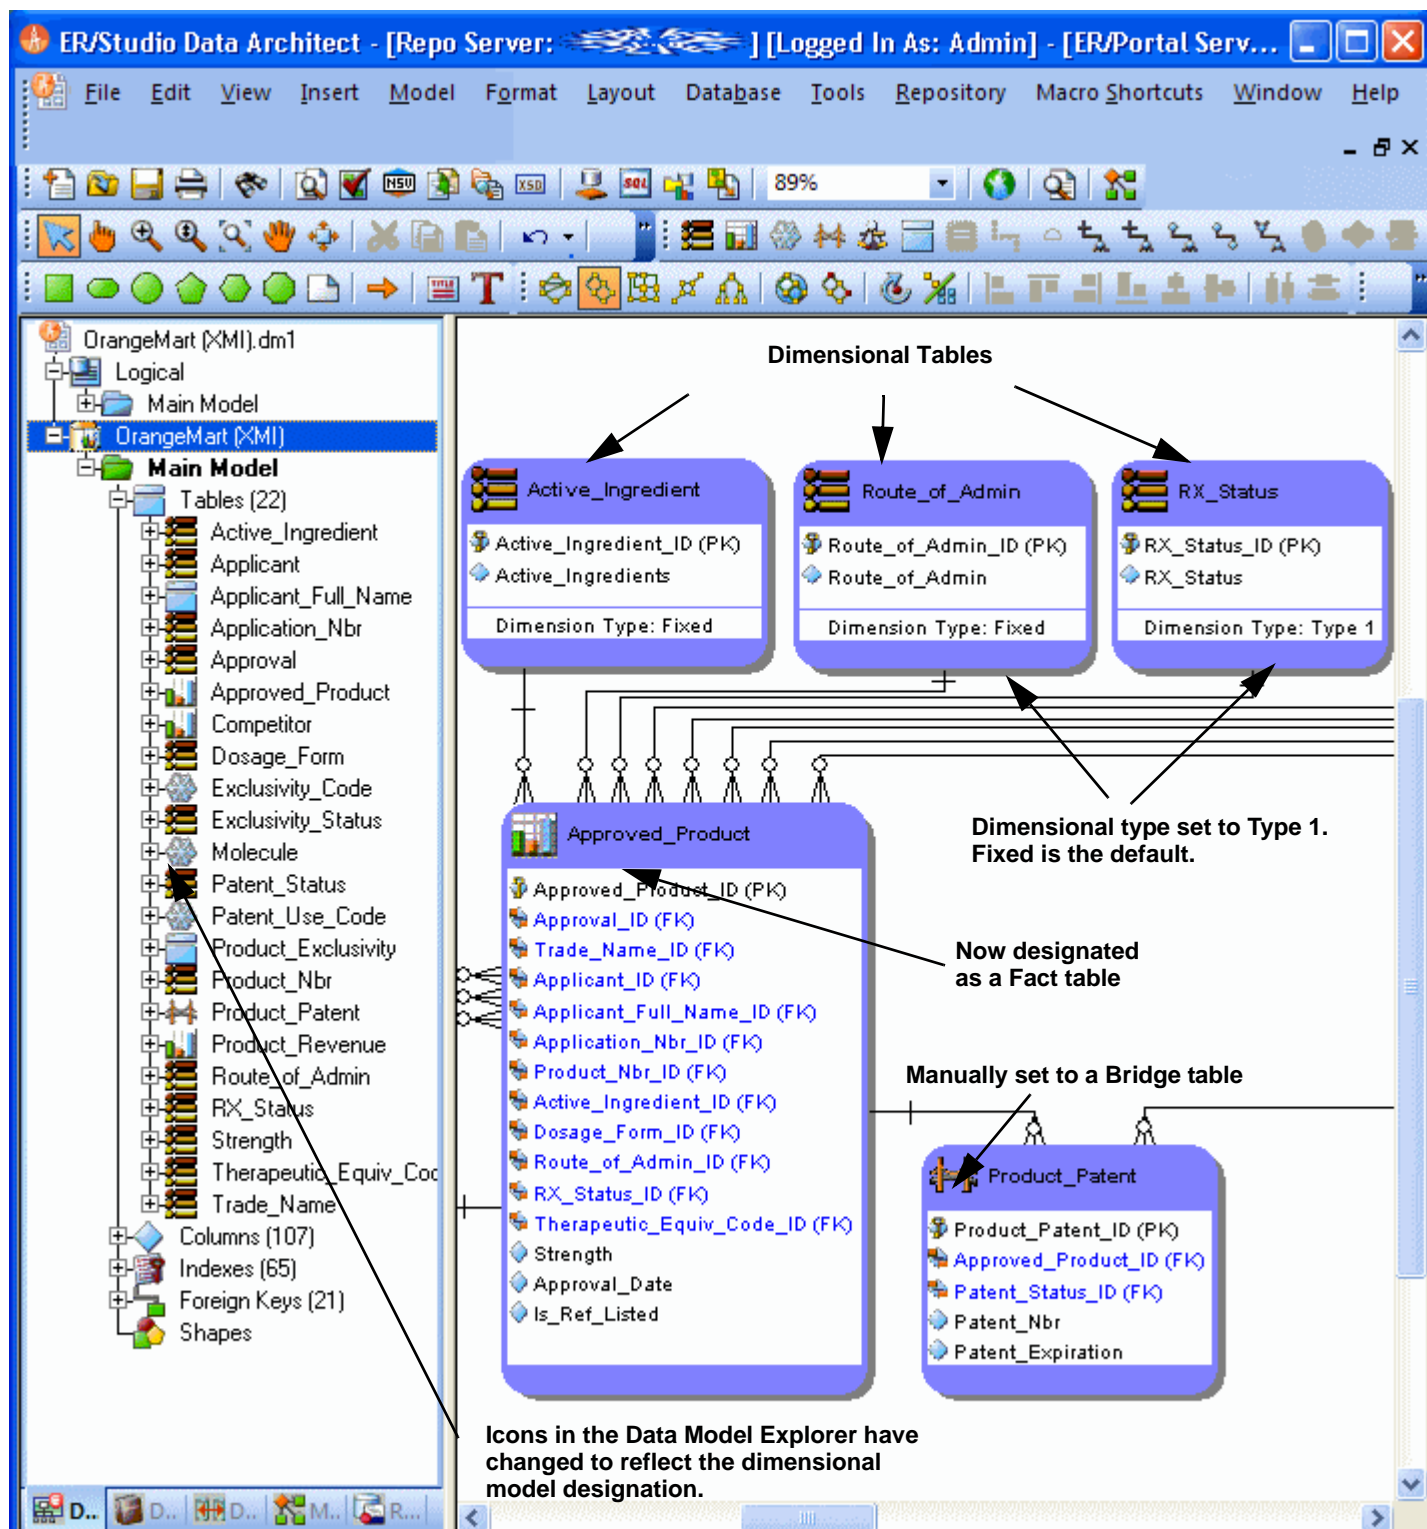 ER/Studio Data Architect - [Repo Server: ] [Logged In As: Admin] - [ER/Portal Serv...
File Edit View Insert Model Format Layout Database Tools Repository Macro Shortcuts Window Help
NSU XSD SQL 89%
TITLE T
OrangeMart (XMI).dm1
Logical
Main Model
OrangeMart (XMI)
Main Model
Tables (22)
Active_Ingredient
Applicant
Applicant_Full_Name
Application_Nbr
Approval
Approved_Product
Competitor
Dosage_Form
Exclusivity_Code
Exclusivity_Status
Molecule
Patent_Status
Patent_Use_Code
Product_Exclusivity
Product_Nbr
Product_Patent
Product_Revenue
Route_of_Admin
RX_Status
Strength
Therapeutic_Equiv_Cod
Trade_Name
Columns (107)
Indexes (65)
Foreign Keys (21)
Shapes
D.. D.. D.. M.. R...
Dimensional Tables
Active_Ingredient
Active_Ingredient_ID (PK)
Active_Ingredients
Dimension Type: Fixed
Route_of_Admin
Route_of_Admin_ID (PK)
Route_of_Admin
Dimension Type: Fixed
RX_Status
RX_Status_ID (PK)
RX_Status
Dimension Type: Type 1
Dimensional type set to Type 1.
Fixed is the default.
Approved_Product
Approved_Product_ID (PK)
Approval_ID (FK)
Trade_Name_ID (FK)
Applicant_ID (FK)
Applicant_Full_Name_ID (FK)
Application_Nbr_ID (FK)
Product_Nbr_ID (FK)
Active_Ingredient_ID (FK)
Dosage_Form_ID (FK)
Route_of_Admin_ID (FK)
RX_Status_ID (FK)
Therapeutic_Equiv_Code_ID (FK)
Strength
Approval_Date
Is_Ref_Listed
Now designated
as a Fact table
Manually set to a Bridge table
Product_Patent
Product_Patent_ID (PK)
Approved_Product_ID (FK)
Patent_Status_ID (FK)
Patent_Nbr
Patent_Expiration
Icons in the Data Model Explorer have
changed to reflect the dimensional
model designation.